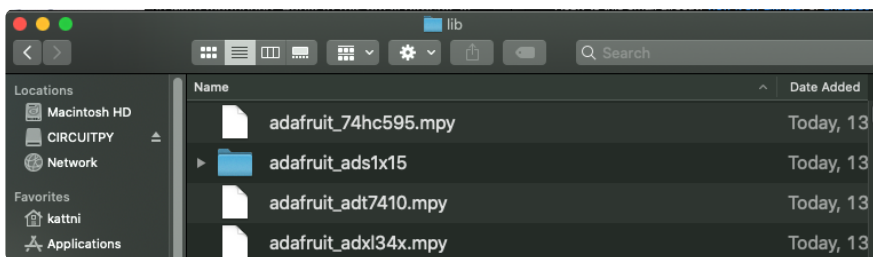 lib
Search
Locations
Macintosh HD
CIRCUITPY
Network
Favorites
kattni
Applications
Name
Date Added
adafruit_74hc595.mpy
Today, 13
adafruit_ads1x15
Today, 13
adafruit_adt7410.mpy
Today, 13
adafruit_adxl34x.mpy
Today, 13